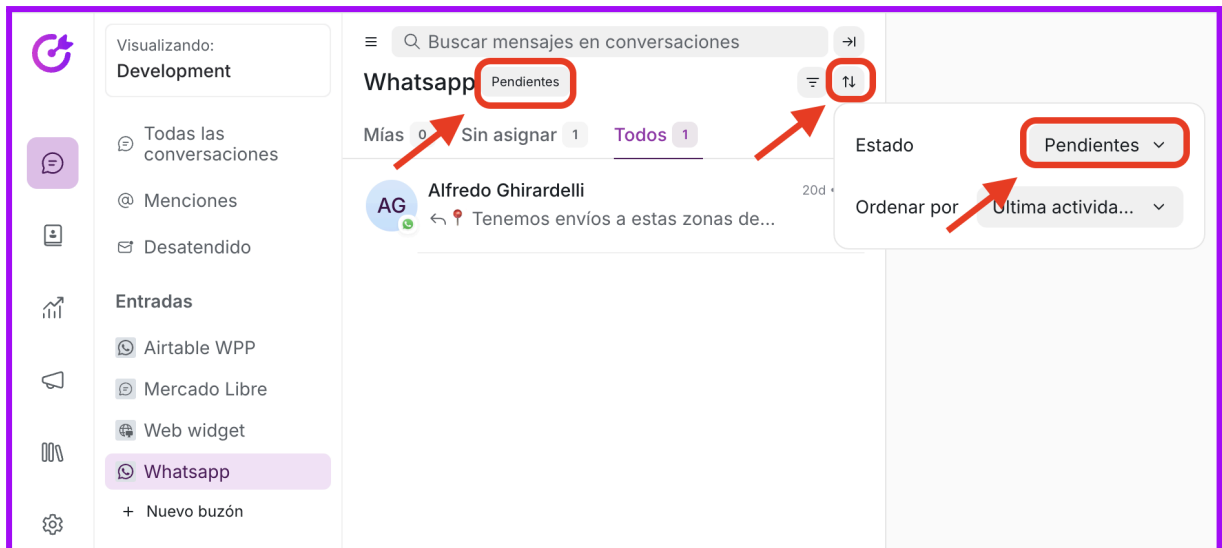 Visualizando:
Development
Todas las
conversaciones
Menciones
Desatendido
Entradas
Airtable WPP
Mercado Libre
Web widget
Whatsapp
+ Nuevo buzón
Buscar mensajes en conversaciones
Whatsapp Pendientes
Mías 0 Sin asignar 1 Todos 1
AG
Alfredo Ghirardelli 20d •
Tenemos envíos a estas zonas de...
Estado Pendientes
Ordenar por Última activida...